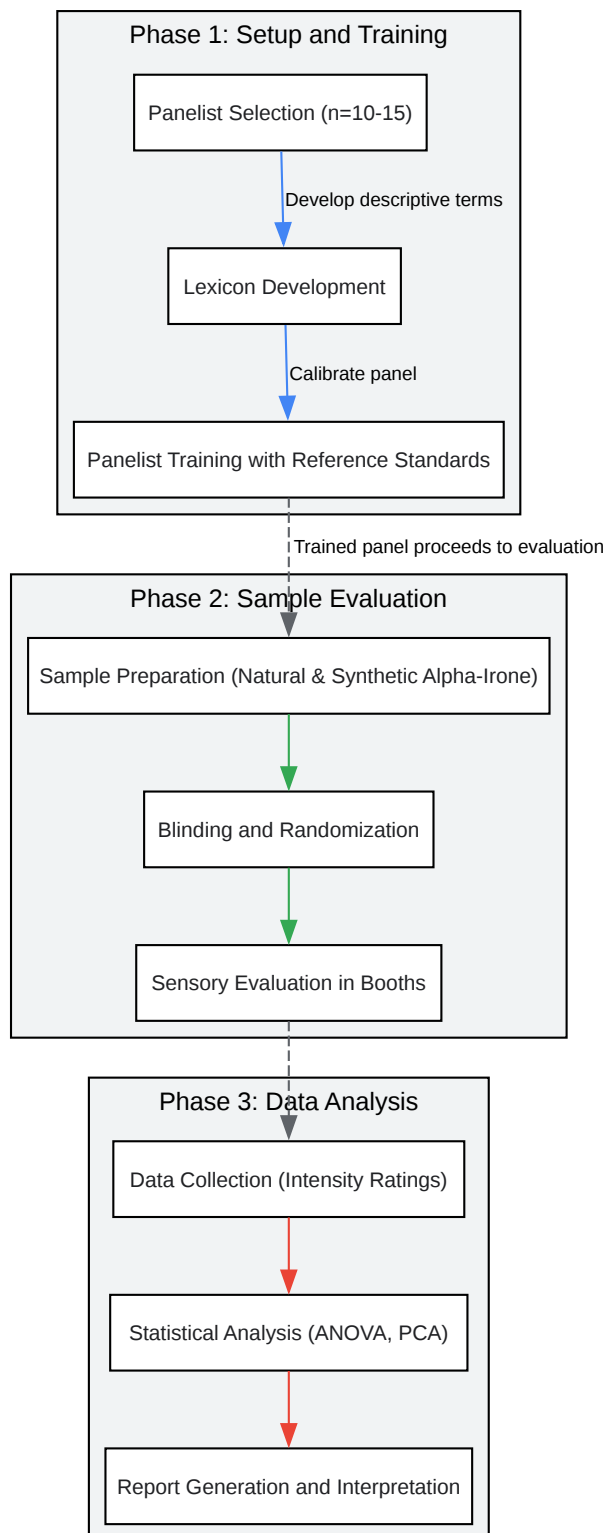 Phase 1: Setup and Training
Panelist Selection (n=10-15)
Develop descriptive terms
Lexicon Development
Calibrate panel
Panelist Training with Reference Standards
Trained panel proceeds to evaluation
Phase 2: Sample Evaluation
Sample Preparation (Natural & Synthetic Alpha-Irone)
Blinding and Randomization
Sensory Evaluation in Booths
Phase 3: Data Analysis
Data Collection (Intensity Ratings)
Statistical Analysis (ANOVA, PCA)
Report Generation and Interpretation